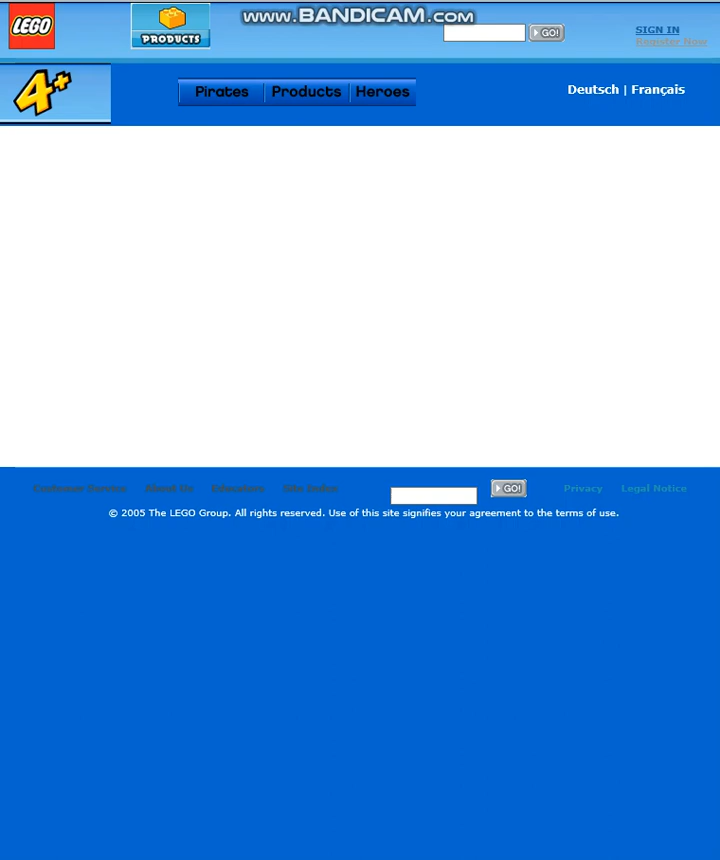 LEGO
PRODUCTS
www.BANDICAM.com
GO!
SIGN IN
Register Now
4+
Pirates Products Heroes
Deutsch | Français
Customer Service About Us Education Site Index
GO!
Privacy Legal Notice
© 2005 The LEGO Group. All rights reserved. Use of this site signifies your agreement to the terms of use.